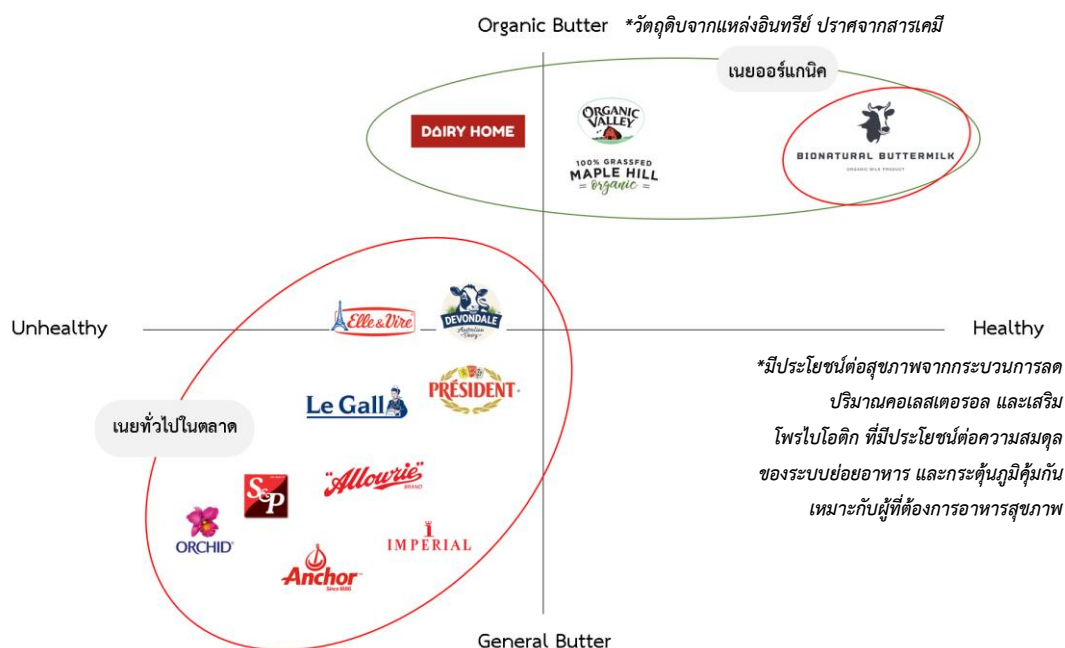 Organic Butter *วัตถุดิบจากแหล่งอินทรีย์ ปราศจากสารเคมี
เนยออร์แกนิค
DAIRY HOME
ORGANIC
VALLEY
100% GRASSFED
MAPLE HILL
organic
BIONATURAL BUTTERMILK
ORGANIC MILK PRODUCT
Elle & Vire
DEVONDALE
Australian
Dairy
Unhealthy
Healthy
*มีประโยชน์ต่อสุขภาพจากกระบวนการลด
ปริมาณคอเลสเตอรอล และเสริม
โพรไบโอติก ที่มีประโยชน์ต่อความสมดุล
ของระบบย่อยอาหาร และกระตุ้นภูมิคุ้มกัน
เหมาะกับผู้ที่ต้องการอาหารสุขภาพ
Le Gall
PRÉSIDENT
เนยทั่วไปในตลาด
"Allowrie"
BRAND
S&P
ORCHID
IMPERIAL
Anchor
Since 1886
General Butter